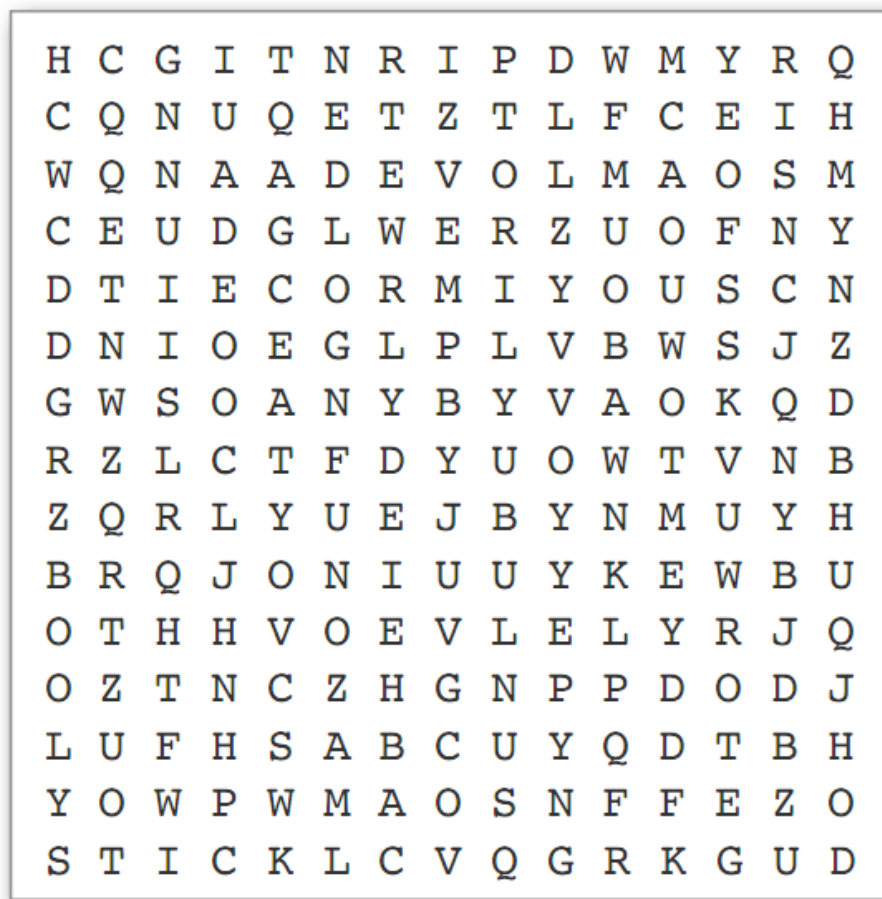 H C G I T N R I P D W M Y R Q
C Q N U Q E T Z T L F C E I H
W Q N A A D E V O L M A O S M
C E U D G L W E R Z U O F N Y
D T I E C O R M I Y O U S C N
D N I O E G L P L V B W S J Z
G W S O A N Y B Y V A O K Q D
R Z L C T F D Y U O W T V N B
Z Q R L Y U E J B Y N M U Y H
B R Q J O N I U U Y K E W B U
O T H H V O E V L E L Y R J Q
O Z T N C Z H G N P P D O D J
L U F H S A B C U Y Q D T B H
Y O W P W M A O S N F F E Z O
S T I C K L C V Q G R K G U D